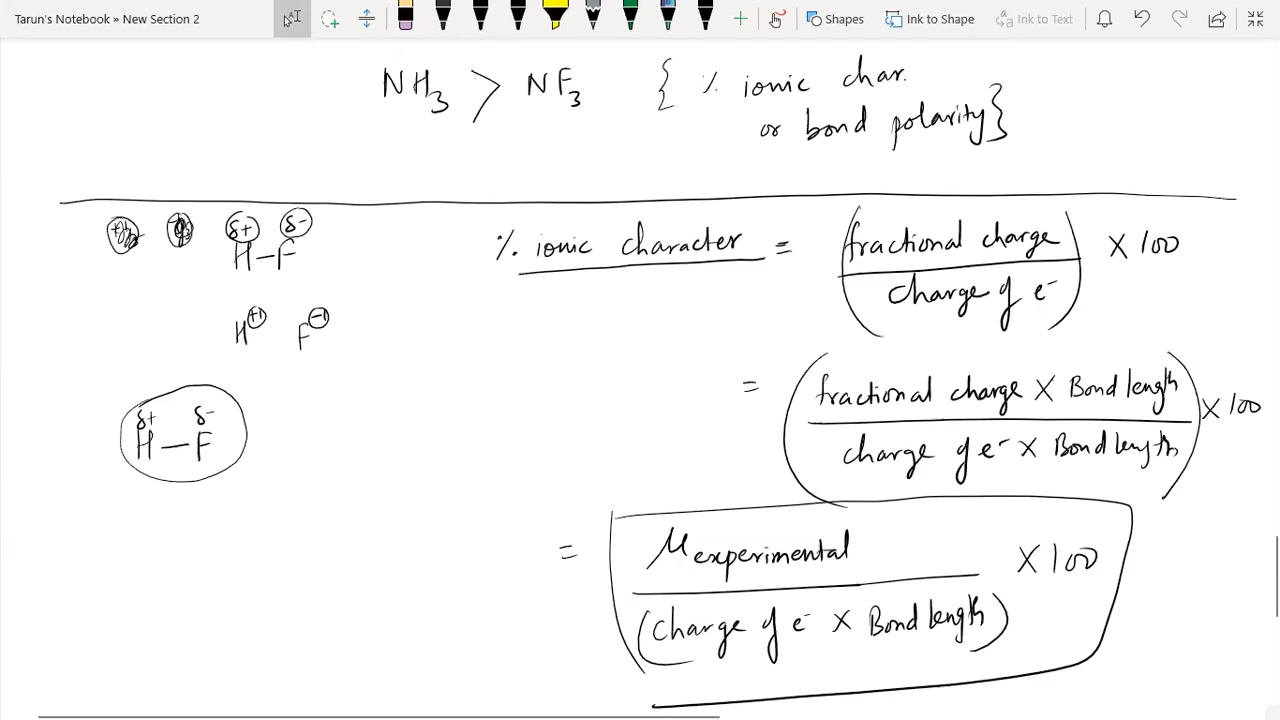 Tarun's Notebook » New Section 2
Shapes
Ink to Shape
Ink to Text
NH3 > NF3 { % ionic char.
or bond polarity}
δ+ δ-
H-F
% ionic character = (fractional charge / charge of e-) X 100
H+1 F-1
= (fractional charge X Bond length / charge of e- X Bond length) X 100
δ+ δ-
H-F
= μexperimental / (charge of e- X Bond length) X 100